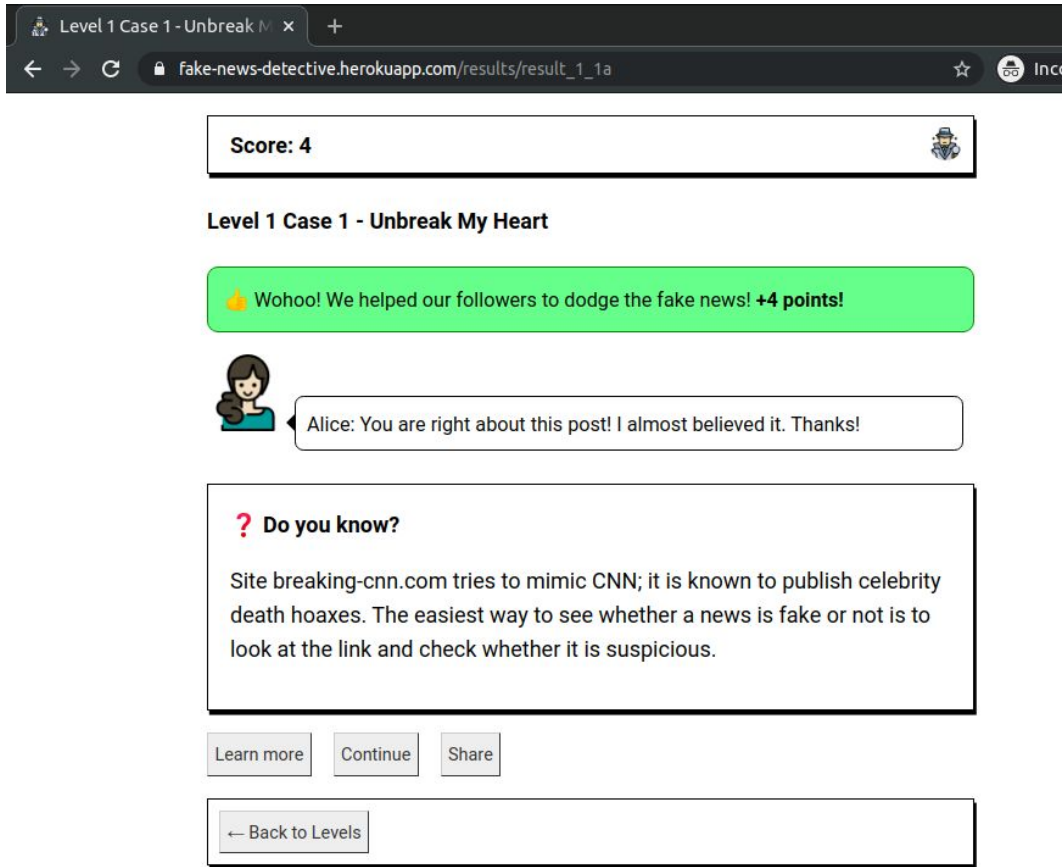 Level 1 Case 1 - Unbreak M
fake-news-detective.herokuapp.com/results/result_1_1a
Score: 4
Level 1 Case 1 - Unbreak My Heart
👍 Wohoo! We helped our followers to dodge the fake news! +4 points!
Alice: You are right about this post! I almost believed it. Thanks!
❓ Do you know?
Site breaking-cnn.com tries to mimic CNN; it is known to publish celebrity
death hoaxes. The easiest way to see whether a news is fake or not is to
look at the link and check whether it is suspicious.
Learn more Continue Share
← Back to Levels